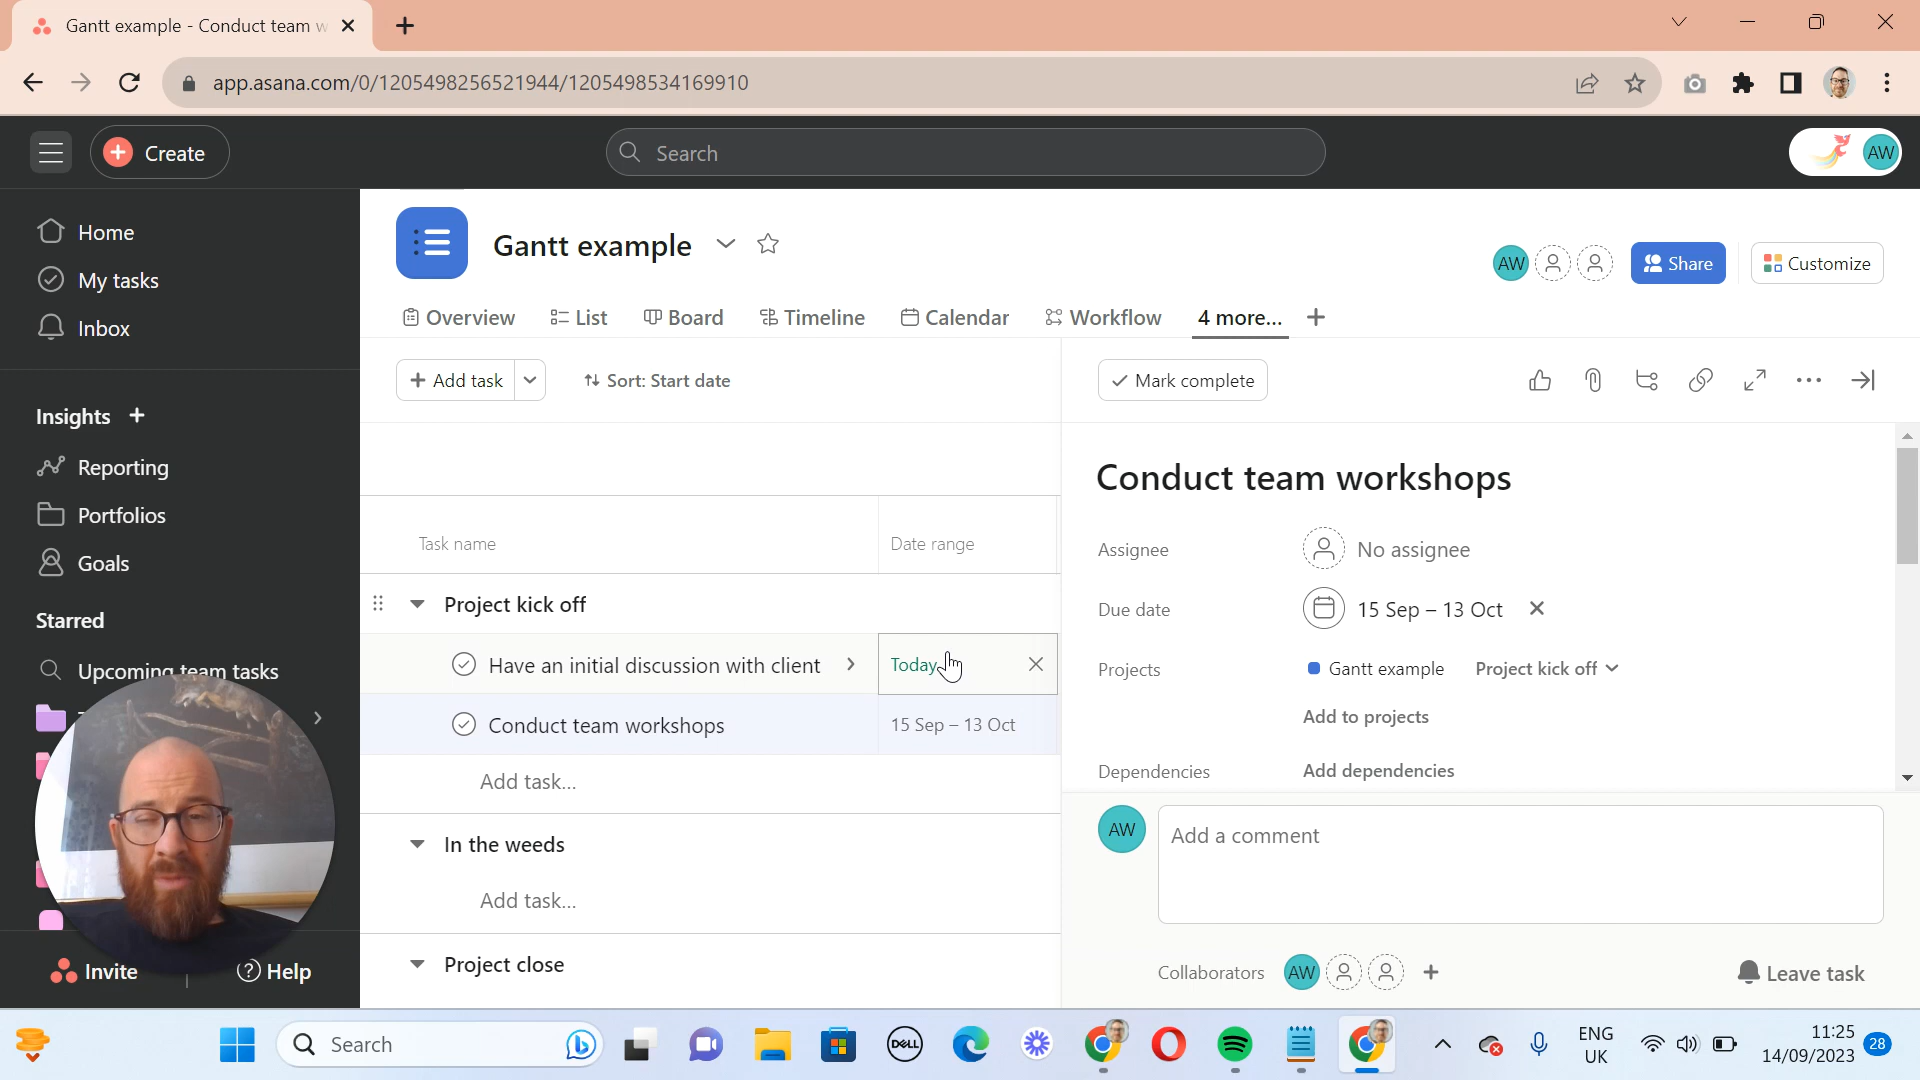 Gantt example - Conduct team w
app.asana.com/0/1205498256521944/1205498534169910
Create
Search
AW
Home
My tasks
Inbox
Insights +
Reporting
Portfolios
Goals
Starred
Upcoming team tasks
Invite
Help
Gantt example
AW
Share
Customize
Overview
List
Board
Timeline
Calendar
Workflow
4 more...
+ Add task
Sort: Start date
Mark complete
Task name
Date range
Project kick off
Have an initial discussion with client
Today
Conduct team workshops
15 Sep – 13 Oct
Add task...
In the weeds
Add task...
Project close
Conduct team workshops
Assignee
No assignee
Due date
15 Sep – 13 Oct
Projects
Gantt example
Project kick off
Add to projects
Dependencies
Add dependencies
AW
Add a comment
Collaborators
AW
Leave task
Search
DELL
ENG
UK
11:25
14/09/2023
28